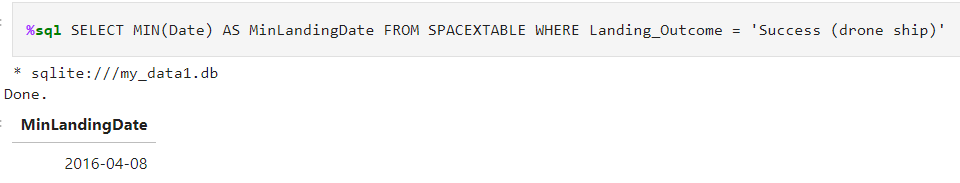 %sql SELECT MIN(Date) AS MinLandingDate FROM SPACEXTABLE WHERE Landing_Outcome = 'Success (drone ship)'
* sqlite:///my_data1.db
Done.
MinLandingDate
2016-04-08